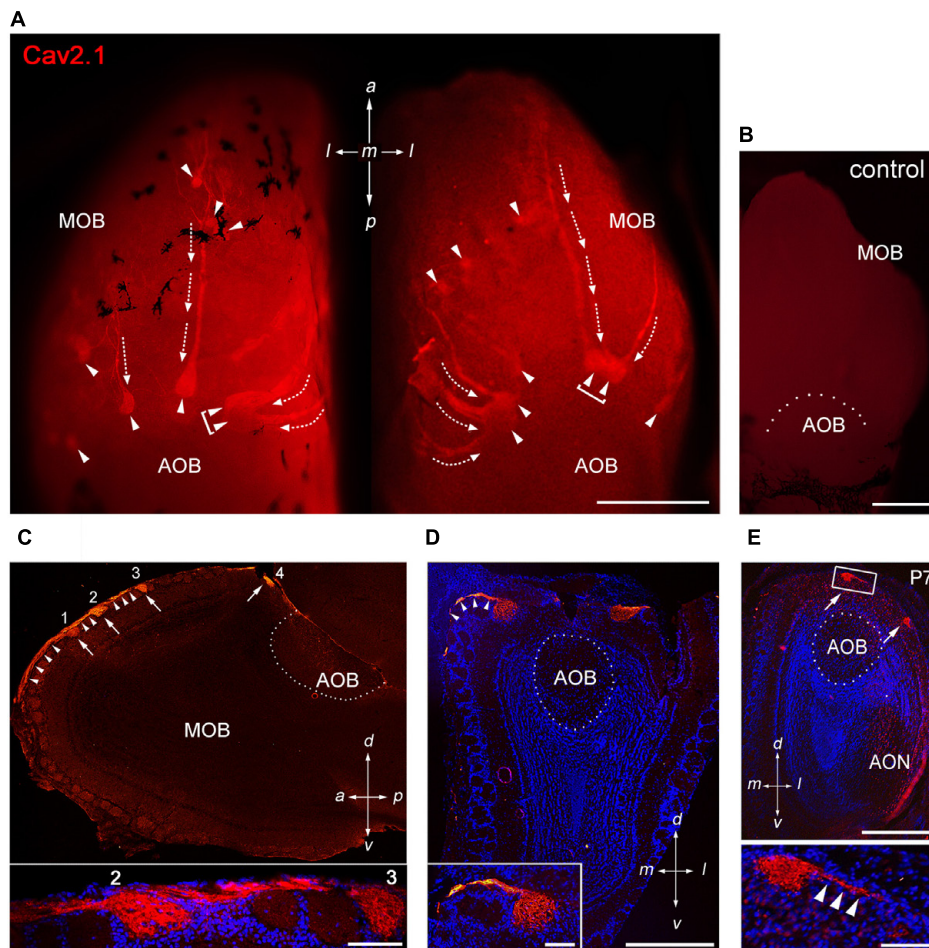 A
Cav2.1
a
l m l
p
MOB
MOB
AOB
AOB
B
control
MOB
AOB
C
1
2
3
4
AOB
MOB
d
a p
v
2
3
D
AOB
d
m l
v
E
P7
AOB
AON
d
m l
v